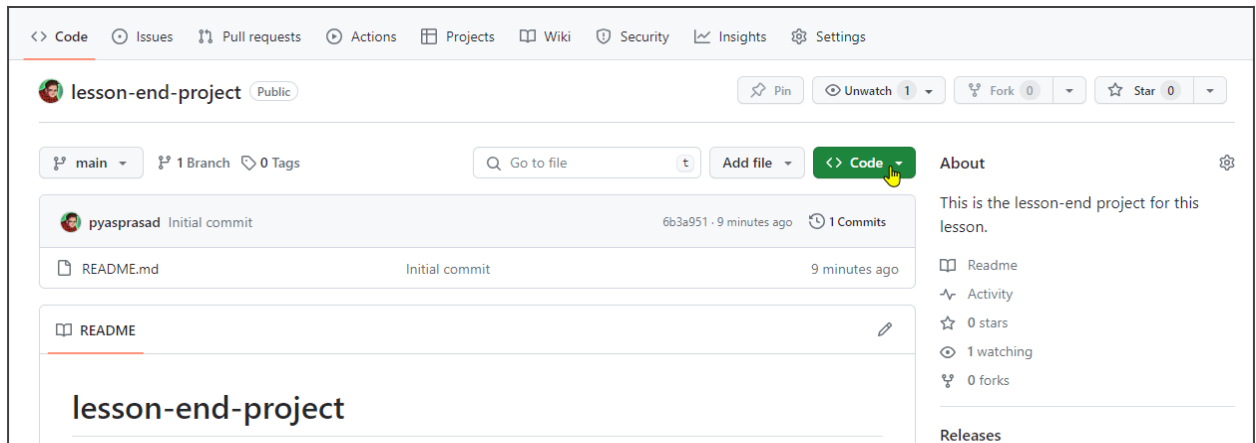 <> Code Issues Pull requests Actions Projects Wiki Security Insights Settings
lesson-end-project Public Pin Unwatch 1 Fork 0 Star 0
main 1 Branch 0 Tags Go to file t Add file <> Code
About
This is the lesson-end project for this
lesson.
pyasprasad Initial commit 6b3a951 · 9 minutes ago 1 Commits
README.md Initial commit 9 minutes ago
Readme
Activity
0 stars
1 watching
0 forks
README
lesson-end-project
Releases